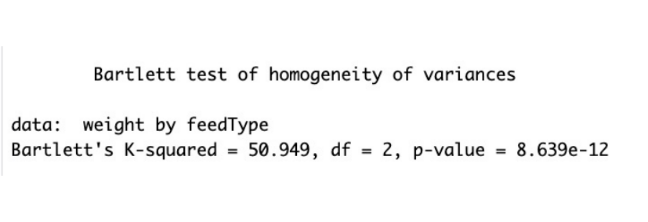 Bartlett test of homogeneity of variances
data:  weight by feedType
Bartlett's K-squared = 50.949, df = 2, p-value = 8.639e-12